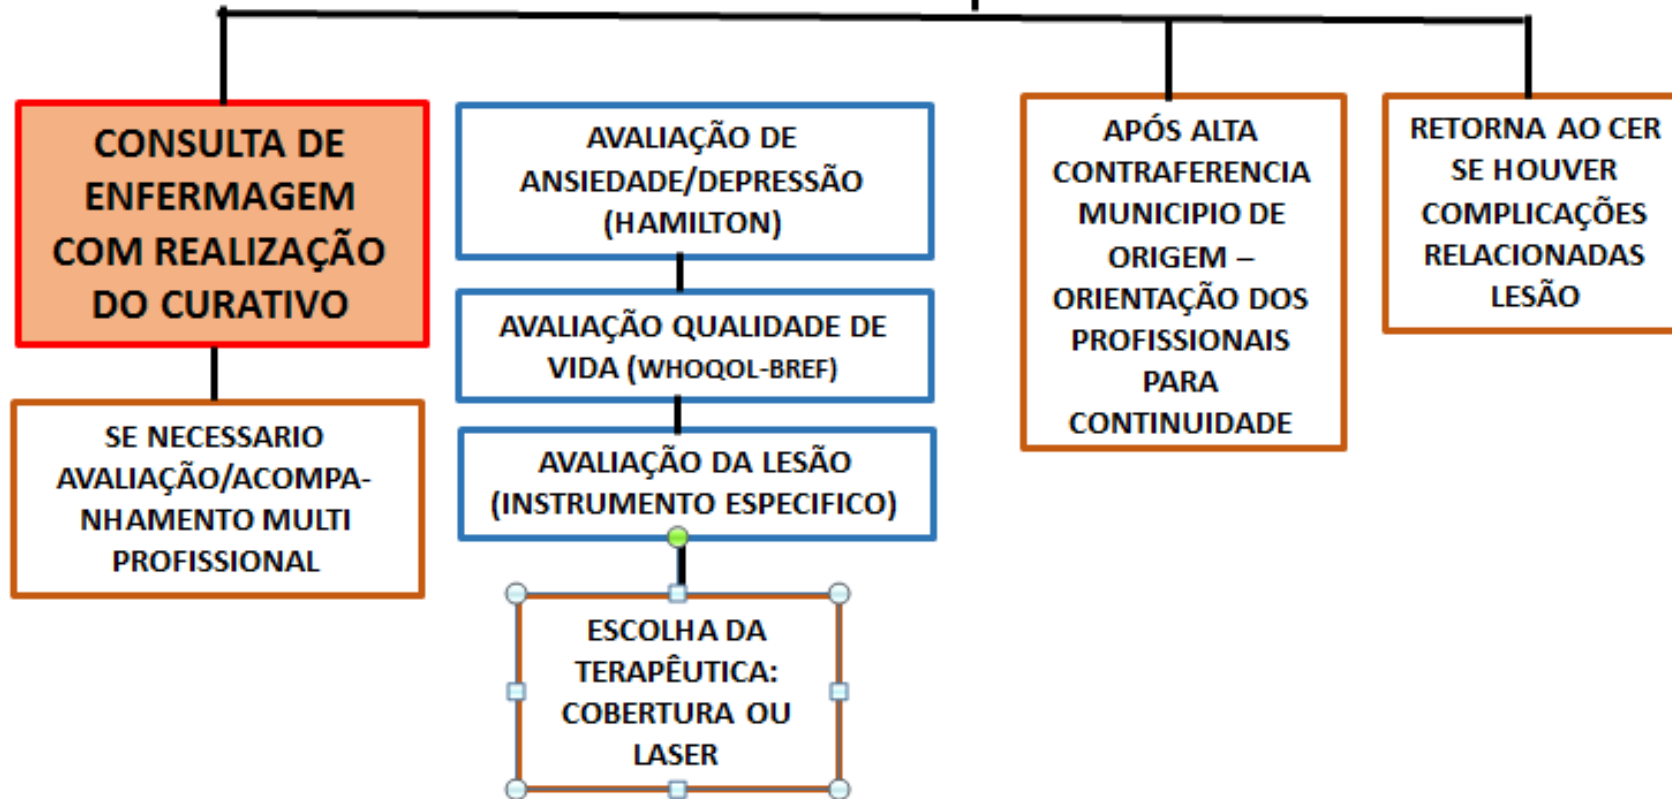 CONSULTA DE
ENFERMAGEM
COM REALIZAÇÃO
DO CURATIVO
SE NECESSARIO
AVALIAÇÃO/ACOMPA-
NHAMENTO MULTI
PROFISSIONAL
AVALIAÇÃO DE
ANSIEDADE/DEPRESSÃO
(HAMILTON)
AVALIAÇÃO QUALIDADE DE
VIDA (WHOQOL-BREF)
AVALIAÇÃO DA LESÃO
(INSTRUMENTO ESPECIFICO)
ESCOLHA DA
TERAPÊUTICA:
COBERTURA OU
LASER
APÓS ALTA
CONTRAFERENCIA
MUNICIPIO DE
ORIGEM –
ORIENTAÇÃO DOS
PROFISSIONAIS
PARA
CONTINUIDADE
RETORNA AO CER
SE HOUVER
COMPLICAÇÕES
RELACIONADAS
LESÃO